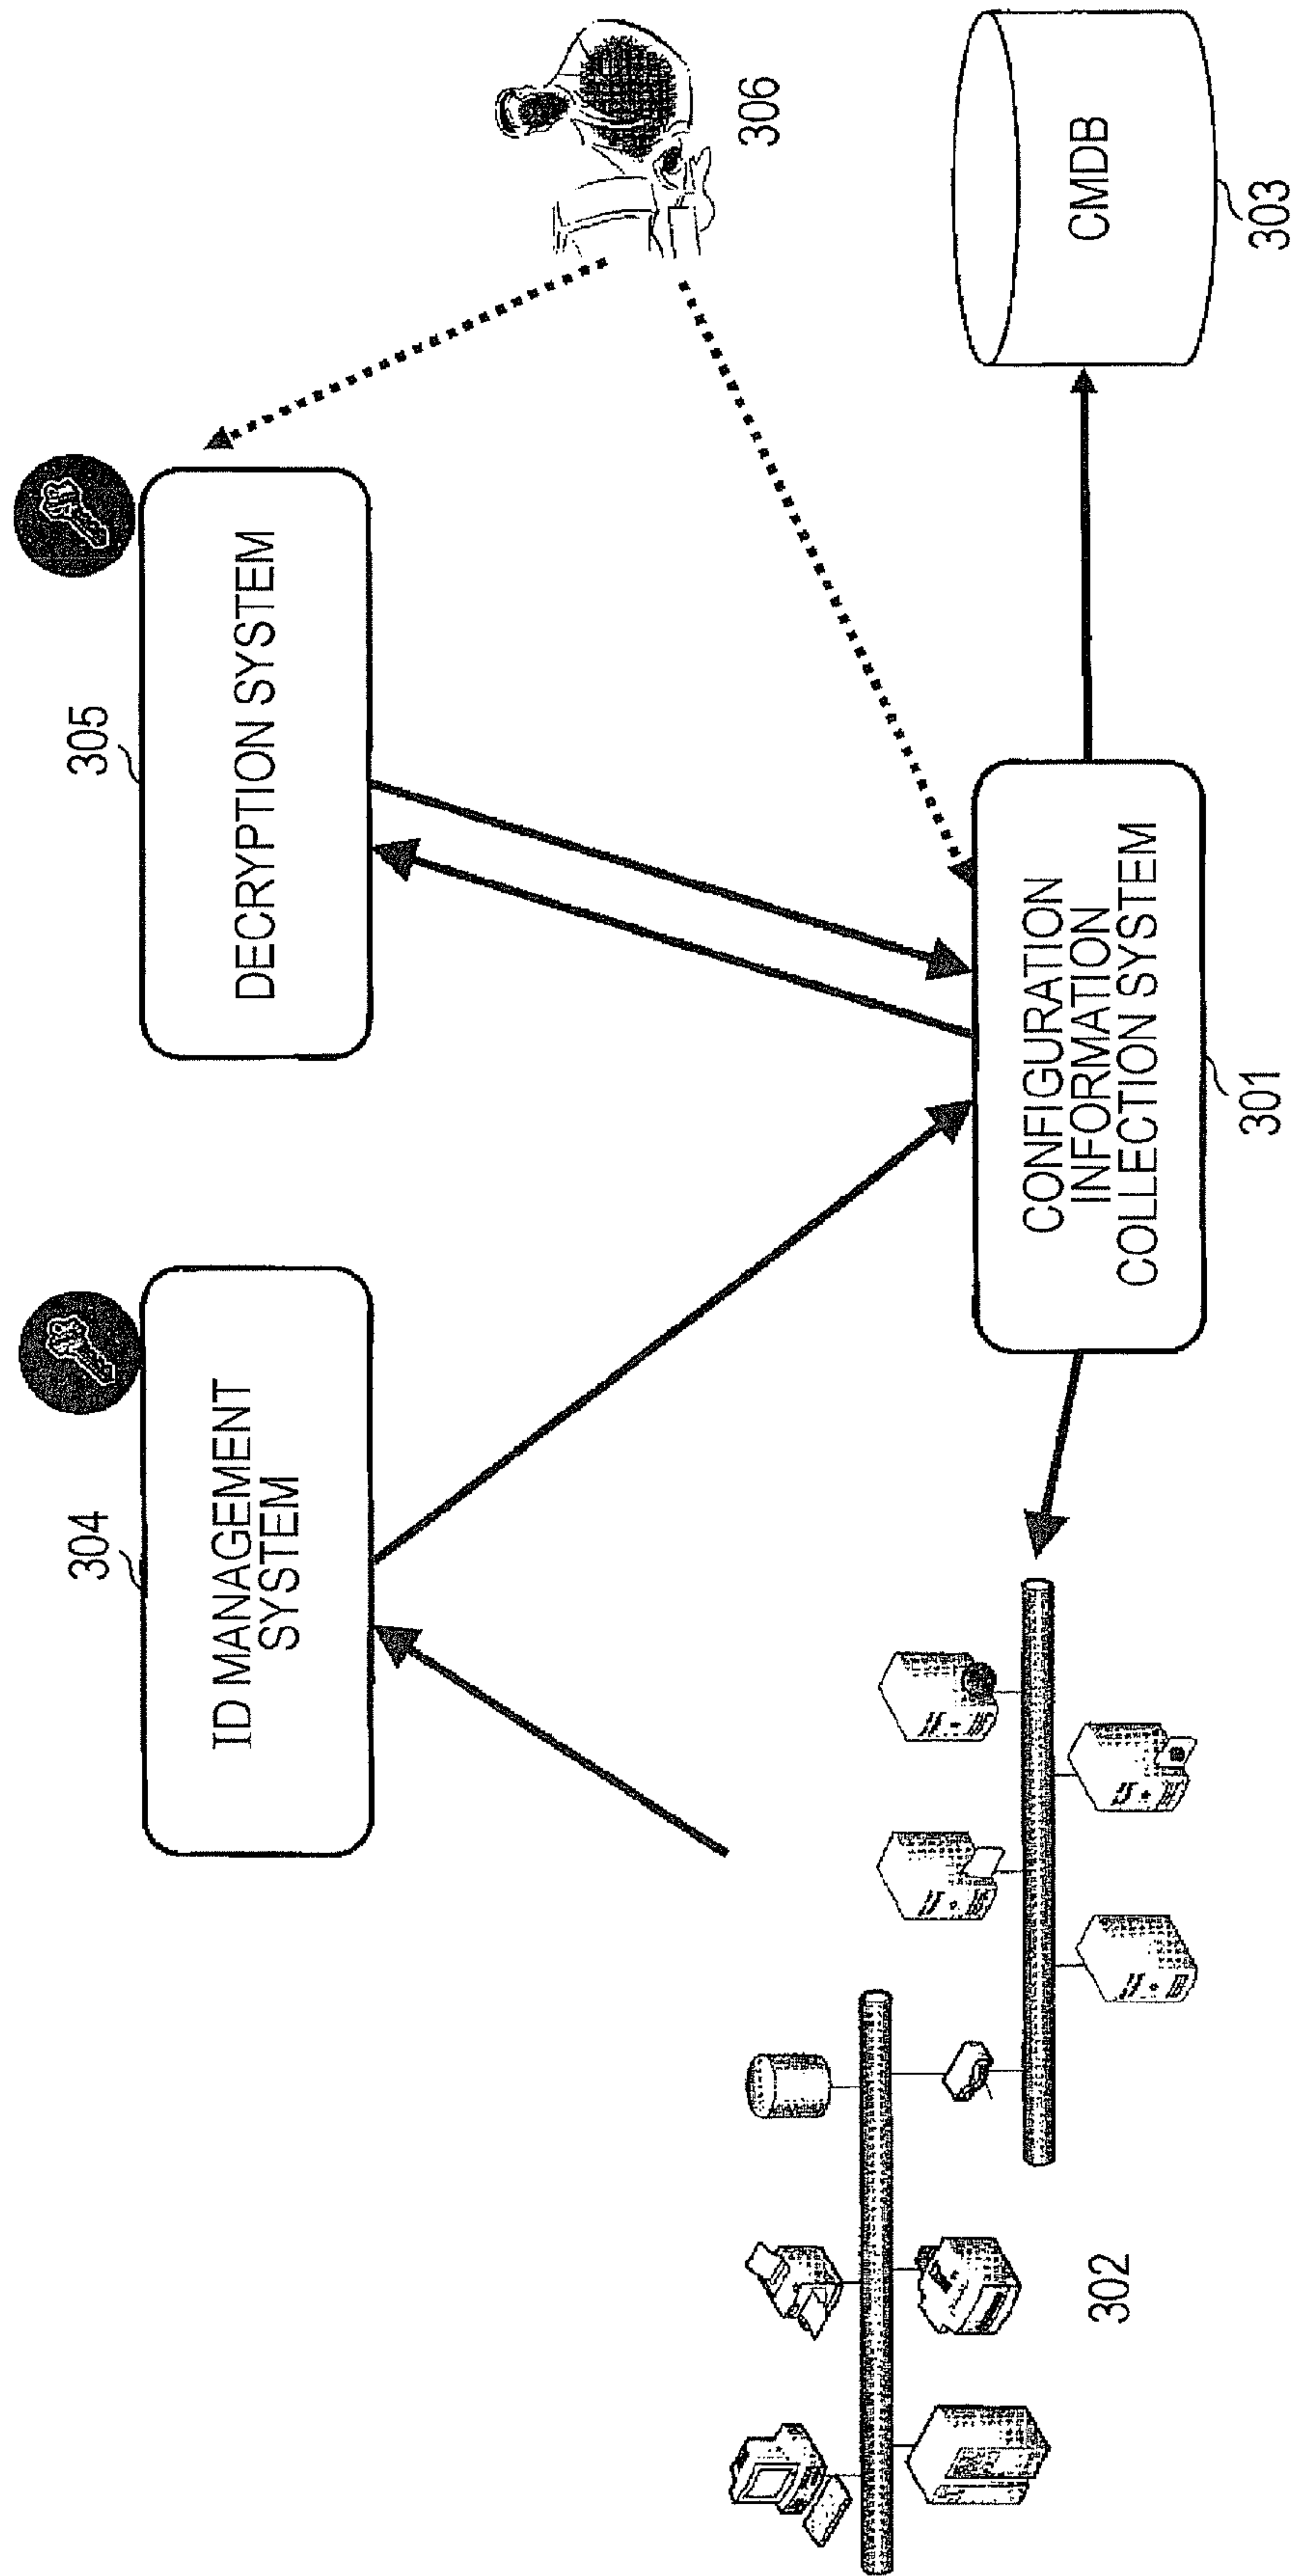 304
ID MANAGEMENT
SYSTEM
305
DECRYPTION SYSTEM
306
302
CONFIGURATION
INFORMATION
COLLECTION SYSTEM
301
CMDB
303